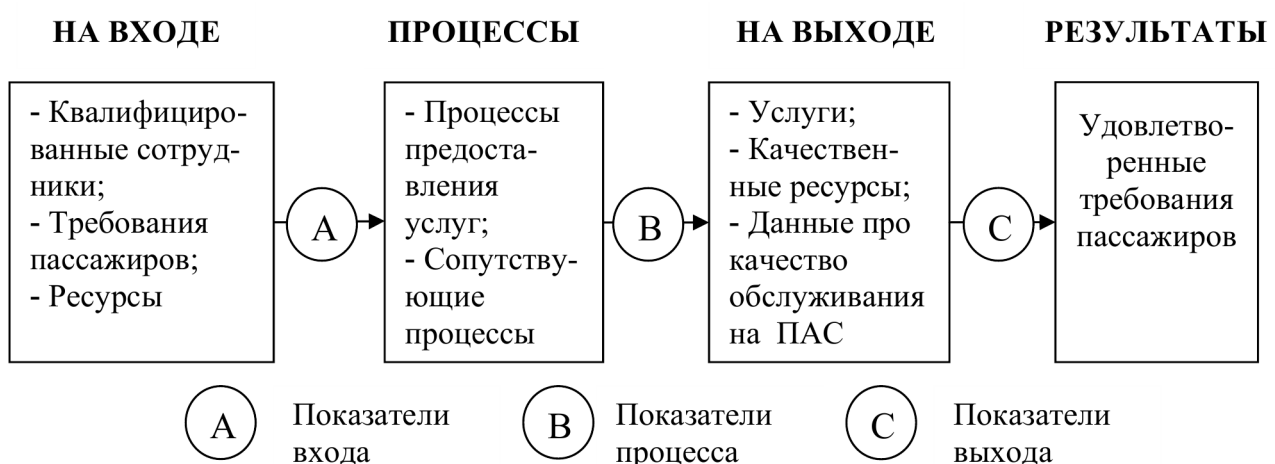 НА ВХОДЕ
ПРОЦЕССЫ
НА ВЫХОДЕ
РЕЗУЛЬТАТЫ
- Квалифициро-
ванные сотруд-
ники;
- Требования
пассажиров;
- Ресурсы
А
- Процессы
предоста-
вления
услуг;
- Сопутству-
ющие
процессы
В
- Услуги;
- Качествен-
ные ресурсы;
- Данные про
качество
обслуживания
на ПАС
С
Удовлетво-
ренные
требования
пассажиров
А
Показатели
входа
В
Показатели
процесса
С
Показатели
выхода